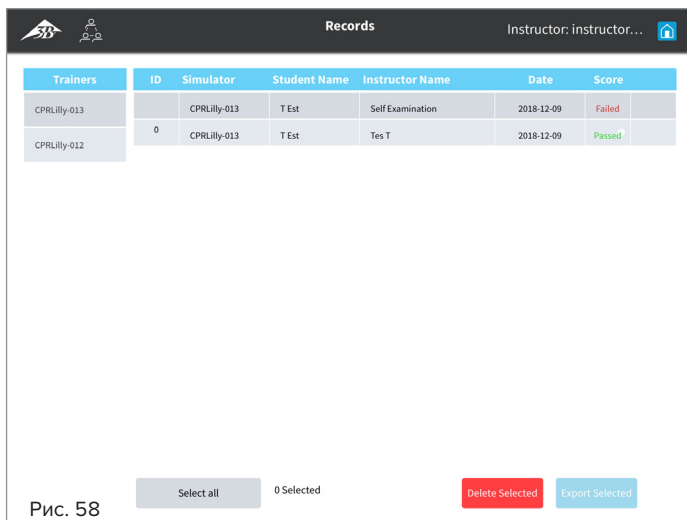 3B
Records
Instructor: instructor...
Trainers
ID Simulator Student Name Instructor Name Date Score
CPRLilly-013
CPRLilly-012
CPRLilly-013 T Est Self Examination 2018-12-09 Failed
0 CPRLilly-013 T Est Tes T 2018-12-09 Passed
Select all
0 Selected
Delete Selected
Export Selected
Рис. 58